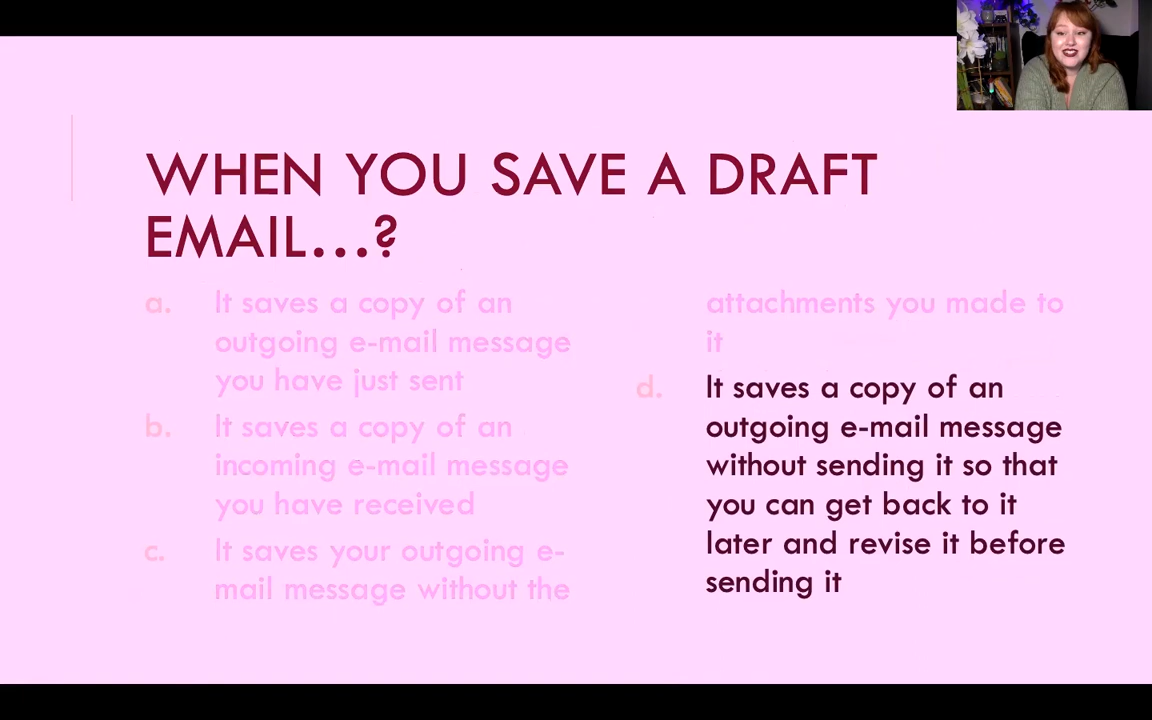 WHEN YOU SAVE A DRAFT
EMAIL...?
a. It saves a copy of an
outgoing e-mail message
you have just sent
b. It saves a copy of an
incoming e-mail message
you have received
c. It saves your outgoing e-
mail message without the
attachments you made to
it
d. It saves a copy of an
outgoing e-mail message
without sending it so that
you can get back to it
later and revise it before
sending it